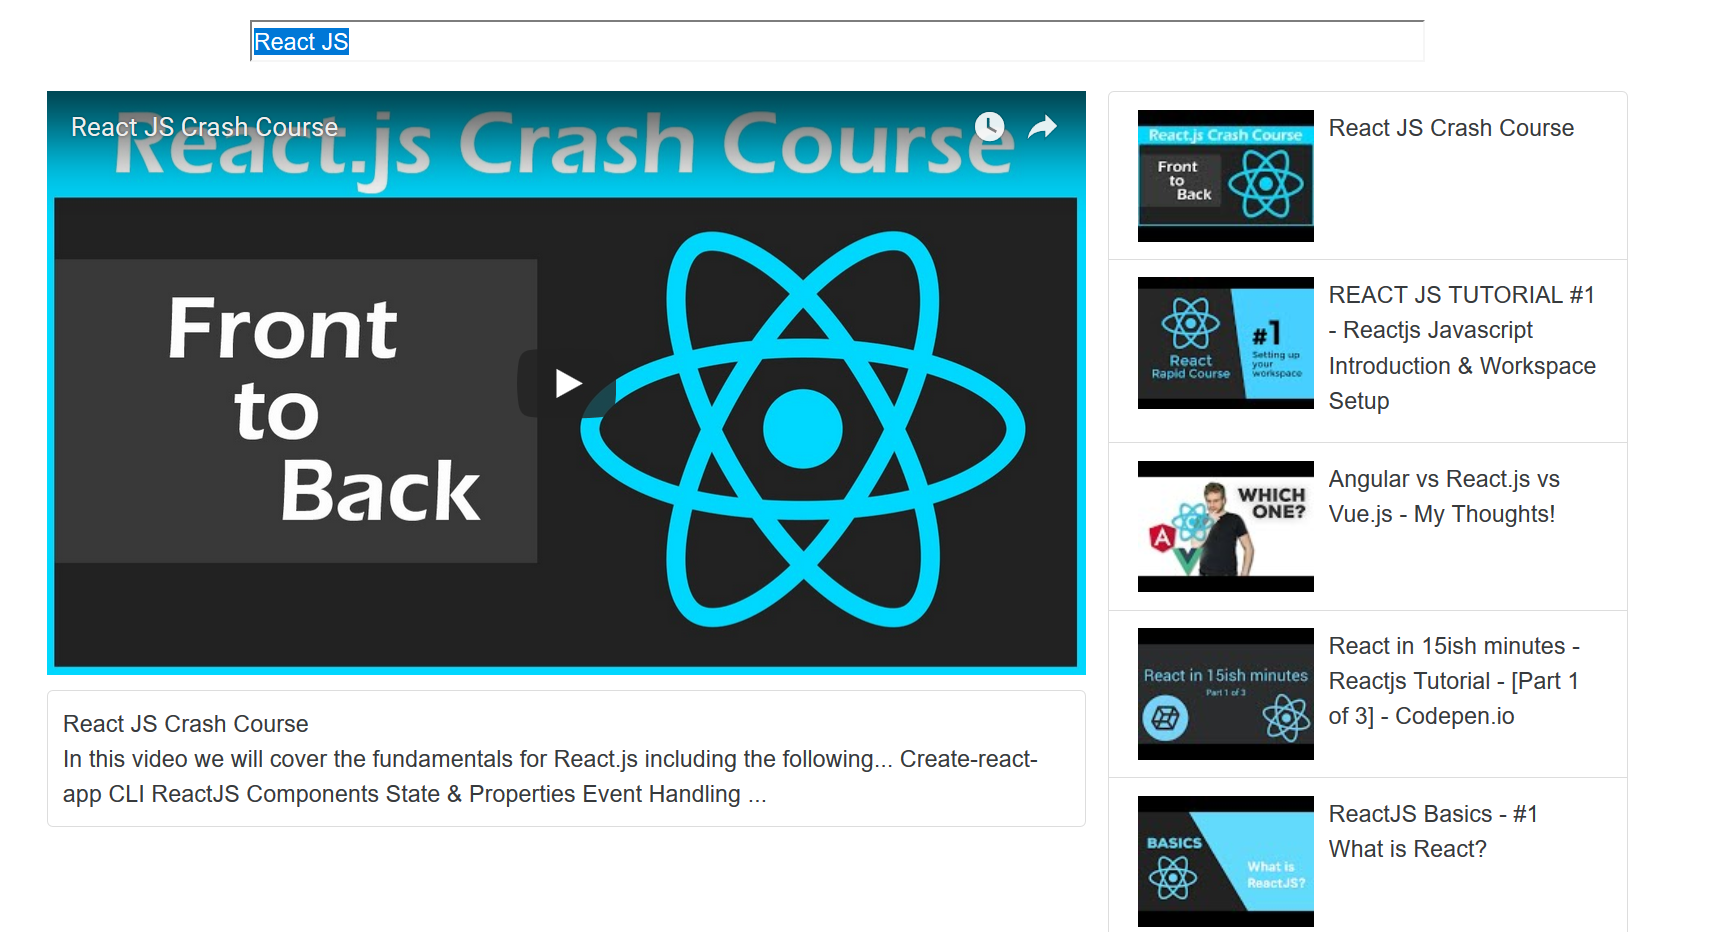 React JS
React JS Crash Course
React.js Crash Course
Front
to
Back
React JS Crash Course
In this video we will cover the fundamentals for React.js including the following... Create-react-
app CLI ReactJS Components State & Properties Event Handling ...
React.js Crash Course
Front
to
Back
React JS Crash Course
#1
Setting up
your
workspace
React
Rapid Course
REACT JS TUTORIAL #1
- Reactjs Javascript
Introduction & Workspace
Setup
WHICH
ONE?
A
Angular vs React.js vs
Vue.js - My Thoughts!
React in 15ish minutes
Part 1 of 3
React in 15ish minutes -
Reactjs Tutorial - [Part 1
of 3] - Codepen.io
BASICS
What is
ReactJS?
ReactJS Basics - #1
What is React?